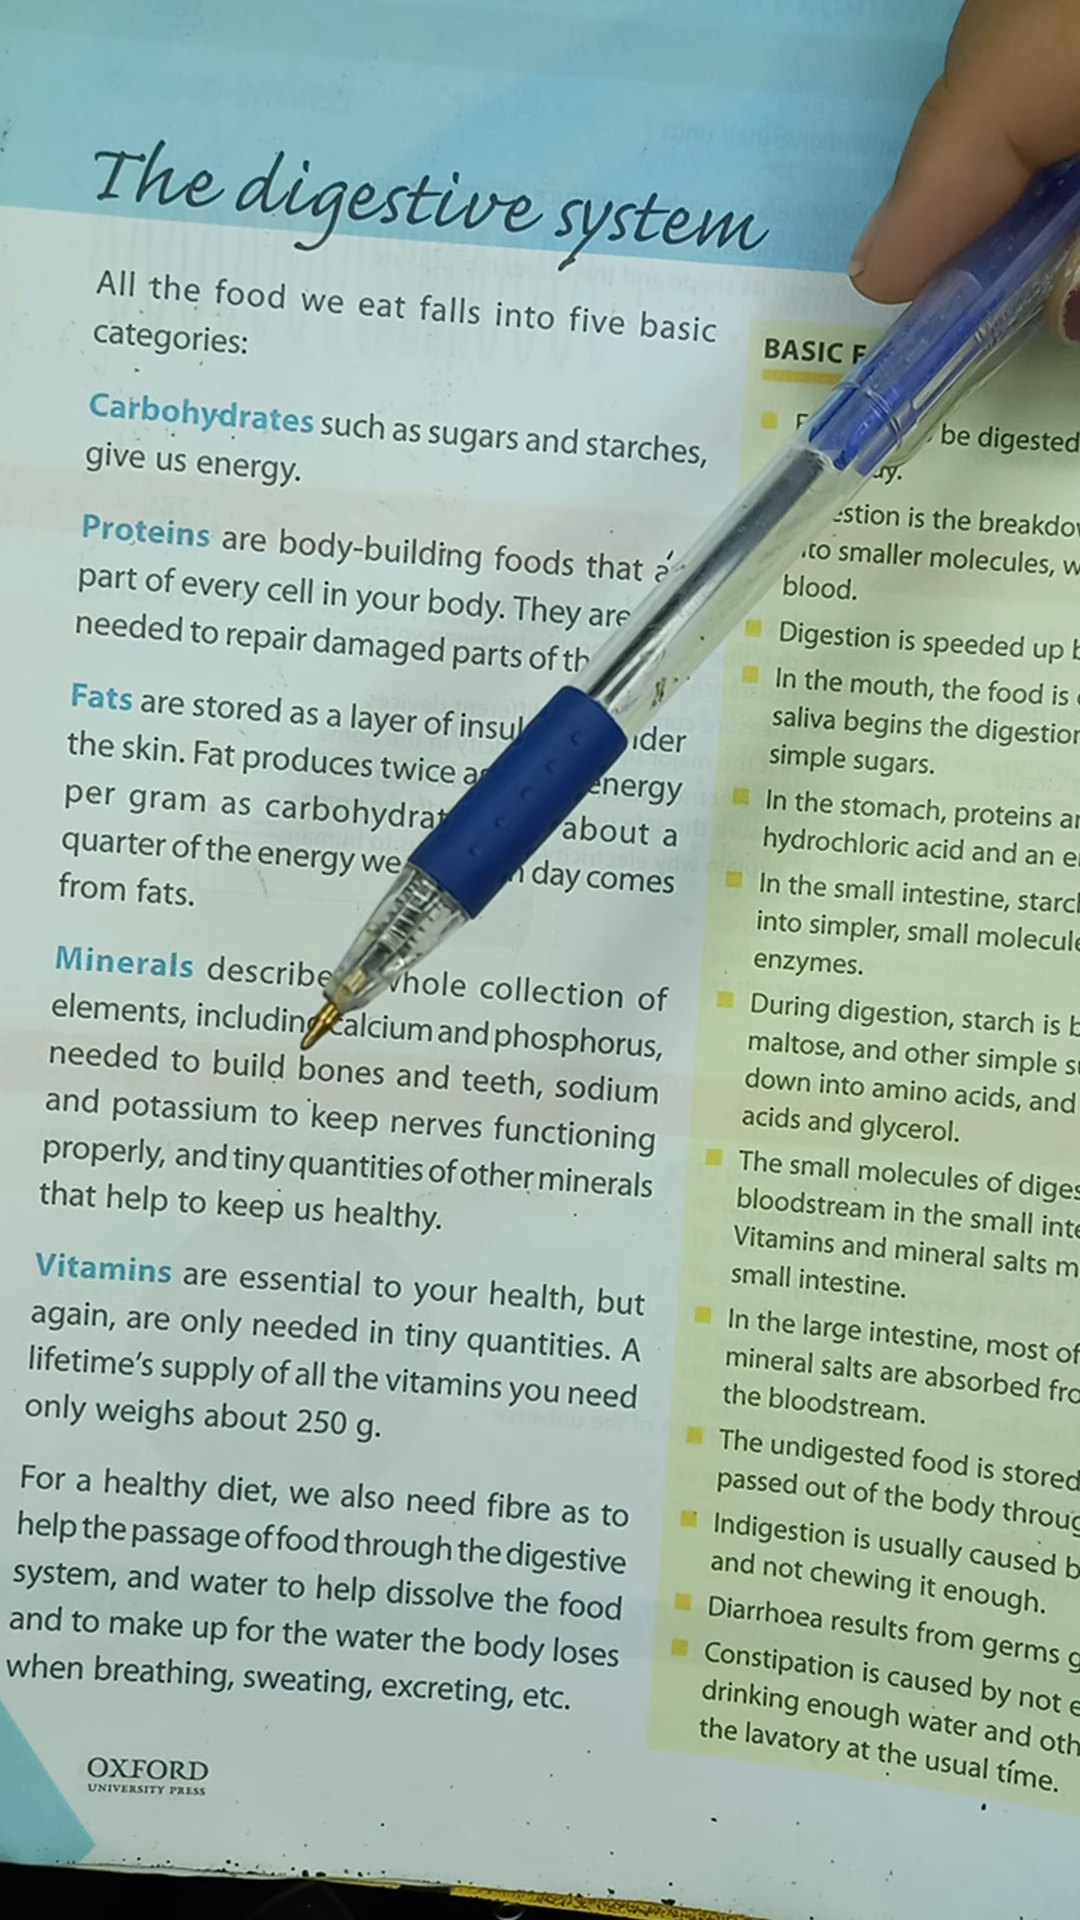 The digestive system
All the food we eat falls into five basic
categories:
Carbohydrates such as sugars and starches,
give us energy.
Proteins are body-building foods that
part of every cell in your body. They are
needed to repair damaged parts of
Fats are stored as a layer of
the skin. Fat produces twice energy
per gram as about a
quarter of the energy we day comes
from fats.
Minerals describe whole collection of
elements, including calcium and phosphorus,
needed to build bones and teeth, sodium
and potassium to keep nerves functioning
properly, and tiny quantities of other minerals
that help to keep us healthy.
Vitamins are essential to your health, but
again, are only needed in tiny quantities. A
lifetime's supply of all the vitamins you need
only weighs about 250 g.
For a healthy diet, we also need fibre as to
help the passage of food through the digestive
system, and water to help dissolve the food
and to make up for the water the body loses
when breathing, sweating, excreting, etc.
OXFORD
UNIVERSITY PRESS
BASIC
be digested
is the
to smaller molecules,
blood.
Digestion is speeded up
In the mouth, the food is
saliva begins the
simple sugars.
In the stomach, proteins
hydrochloric acid and an
In the small intestine,
into simpler, small
enzymes.
During digestion, starch is
maltose, and other simple
down into amino acids, and
acids and glycerol.
The small molecules of
bloodstream in the small
Vitamins and mineral salts
small intestine.
In the large intestine, most of
mineral salts are absorbed
the bloodstream.
The undigested food is stored
passed out of the body
Indigestion is usually caused
and not chewing it enough.
Diarrhoea results from germs
Constipation is caused by not
drinking enough water and
the lavatory at the usual time.